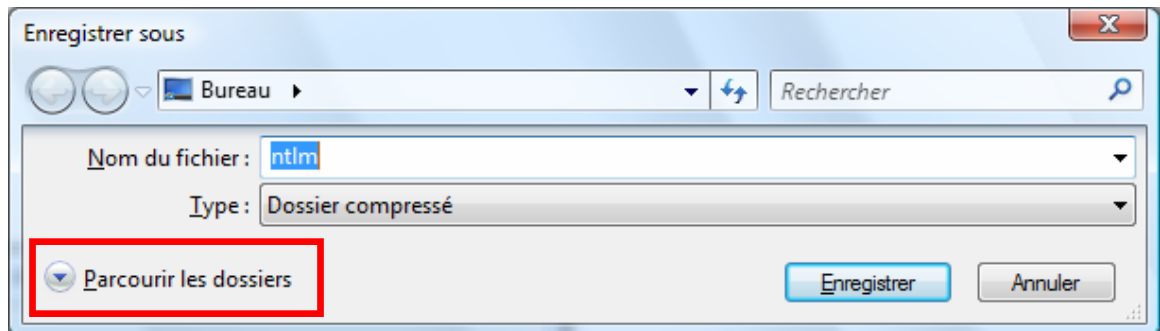 Enregistrer sous
Bureau
Rechercher
Nom du fichier :
ntlm
Type :
Dossier compressé
Parcourir les dossiers
Enregistrer
Annuler